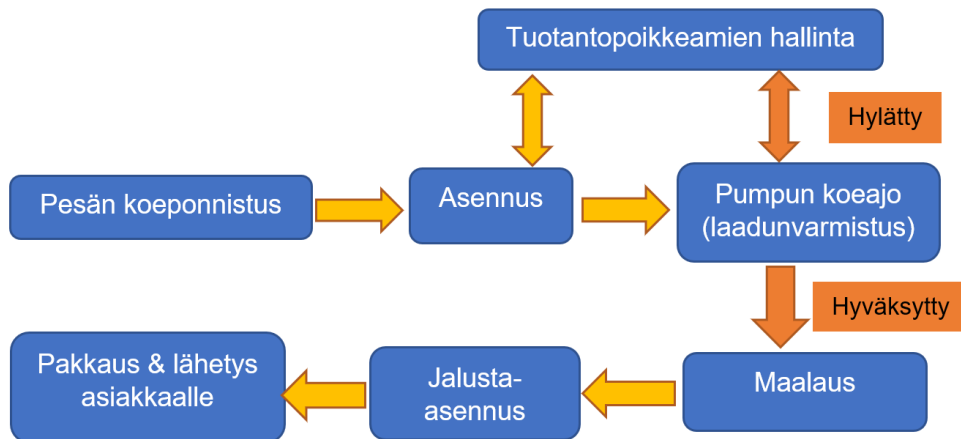 Tuotantopoikkeamien hallinta
Hylätty
Pesän koeponnistus
Asennus
Pumpun koeajo
(laadunvarmistus)
Hyväksytty
Pakkaus & lähetys
asiakkaalle
Jalusta-
asennus
Maalaus